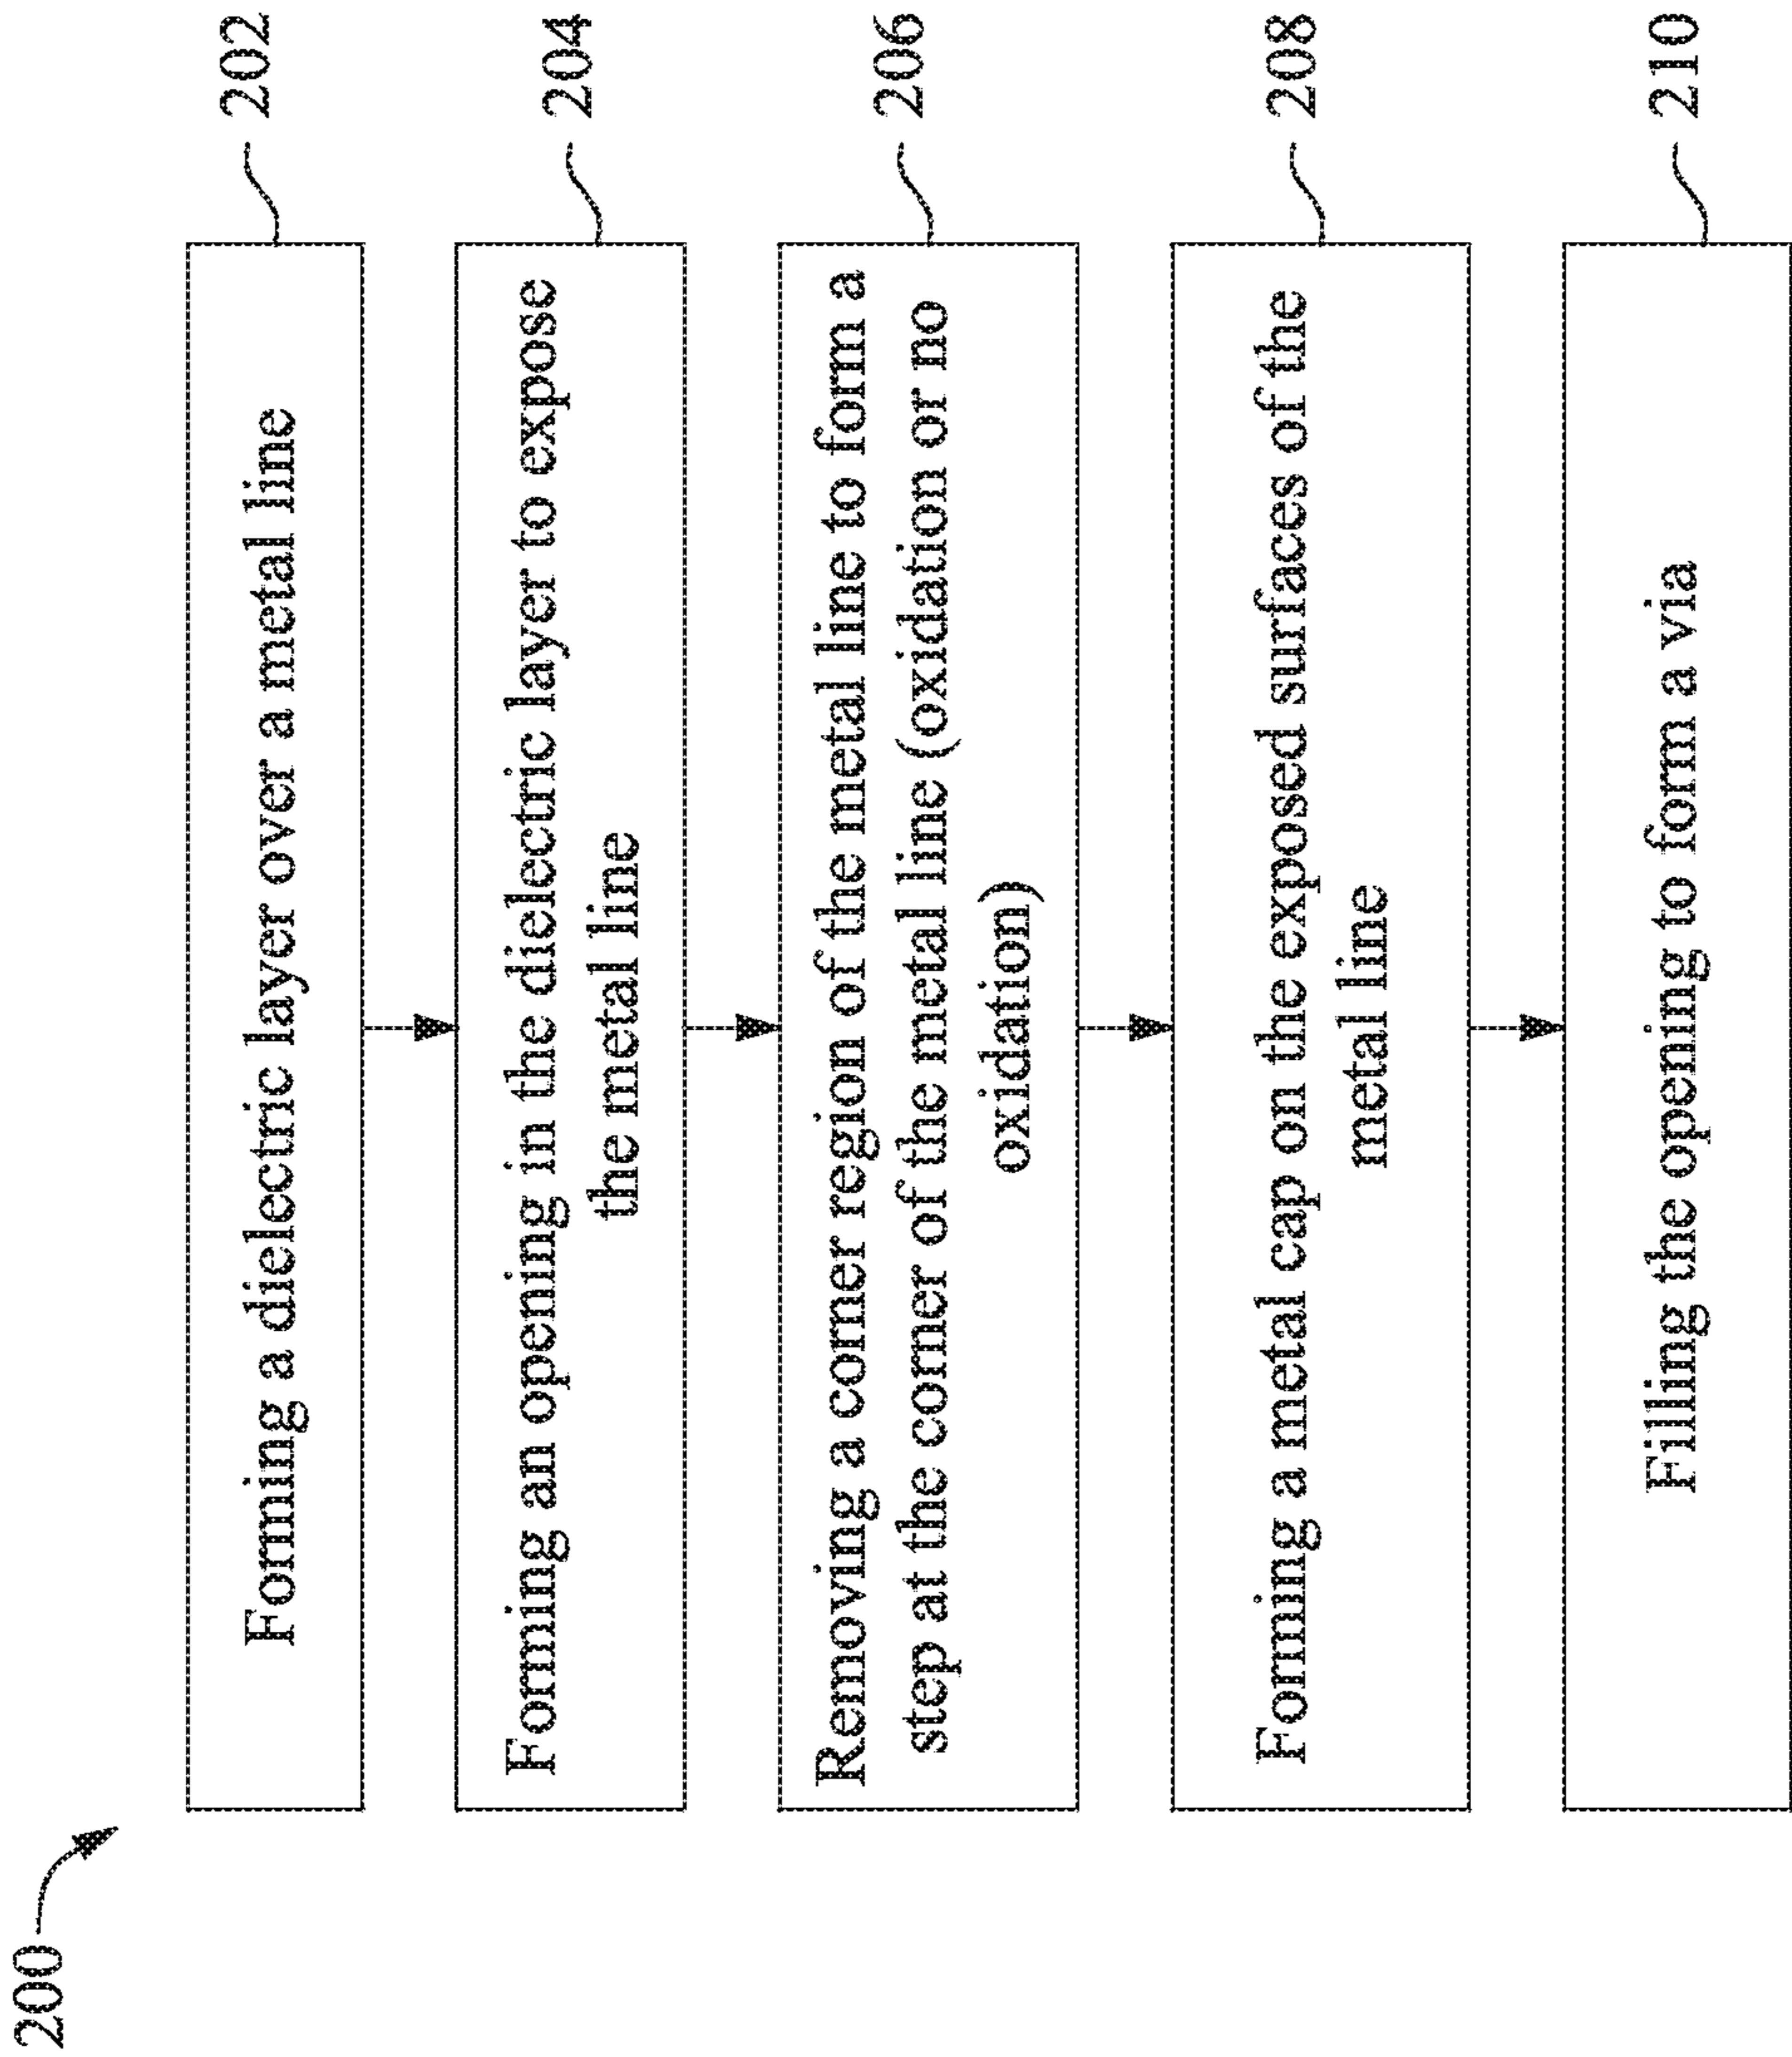 200
Forming a dielectric layer over a metal line
202
Forming an opening in the dielectric layer to expose
the metal line
204
Removing a corner region of the metal line to form a
step at the corner of the metal line (oxidation or no
oxidation)
206
Forming a metal cap on the exposed surfaces of the
metal line
208
Filling the opening to form a via
210